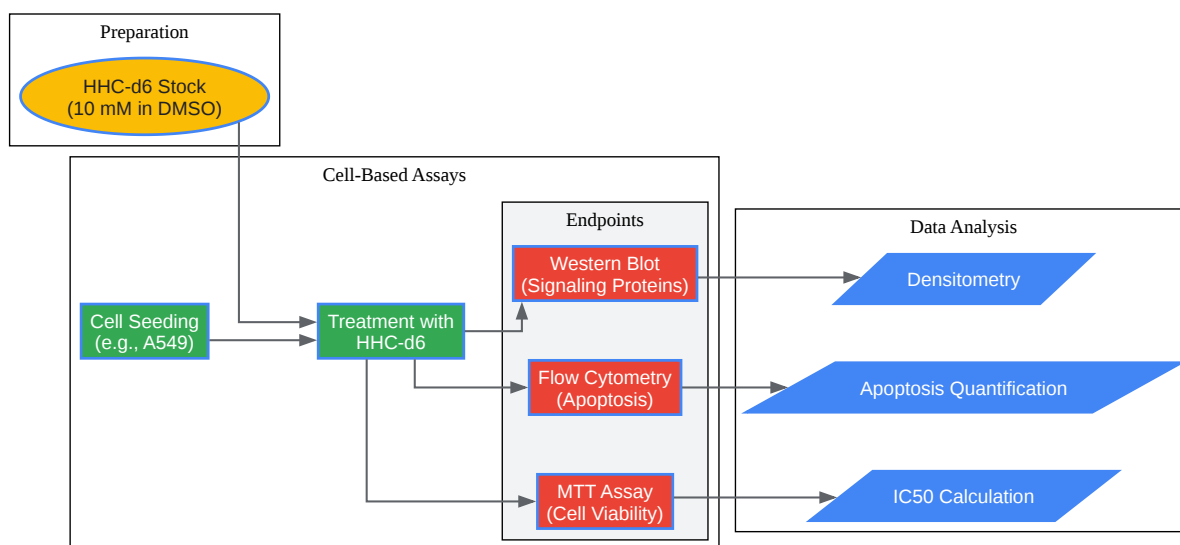 Preparation
HHC-d6 Stock
(10 mM in DMSO)
Cell-Based Assays
Endpoints
Data Analysis
Western Blot
(Signaling Proteins)
Densitometry
Cell Seeding
(e.g., A549)
Treatment with
HHC-d6
Flow Cytometry
(Apoptosis)
Apoptosis Quantification
MTT Assay
(Cell Viability)
IC50 Calculation